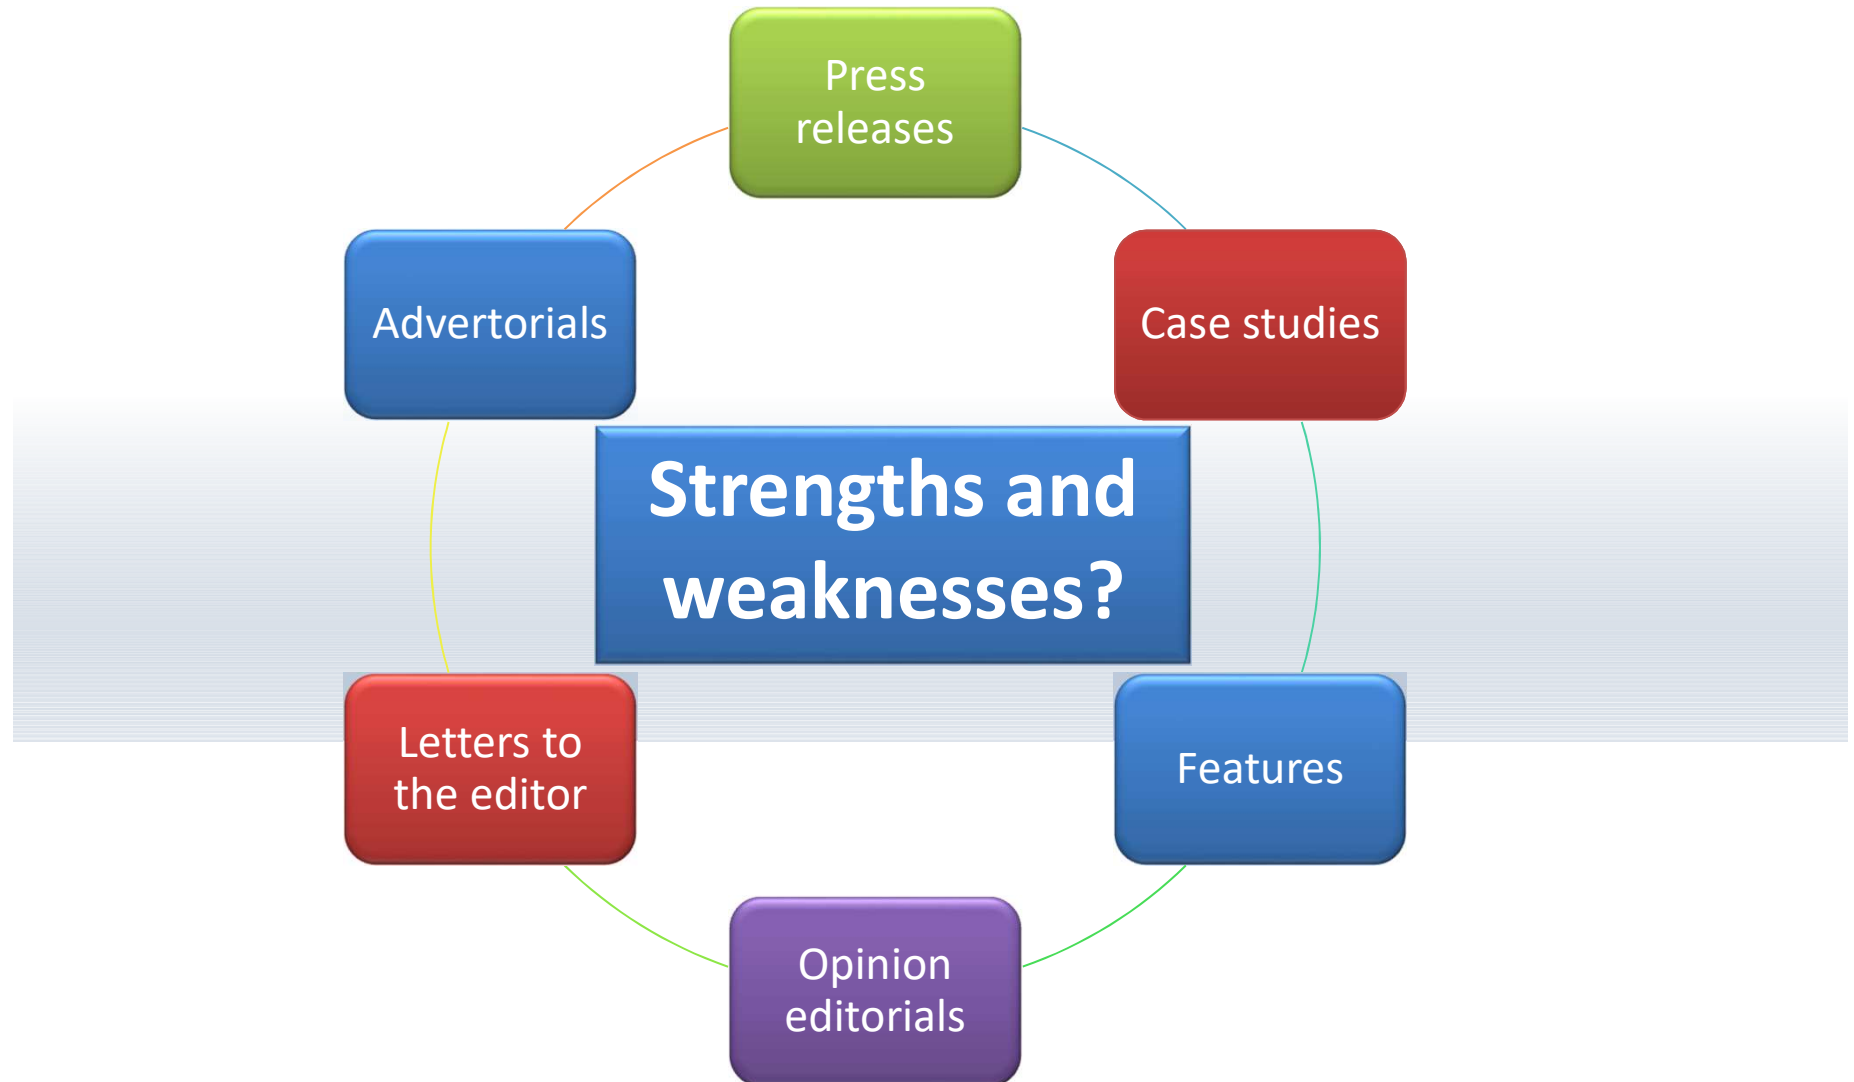 Press
releases
Advertorials
Case studies
Strengths and
weaknesses?
Letters to
the editor
Features
Opinion
editorials